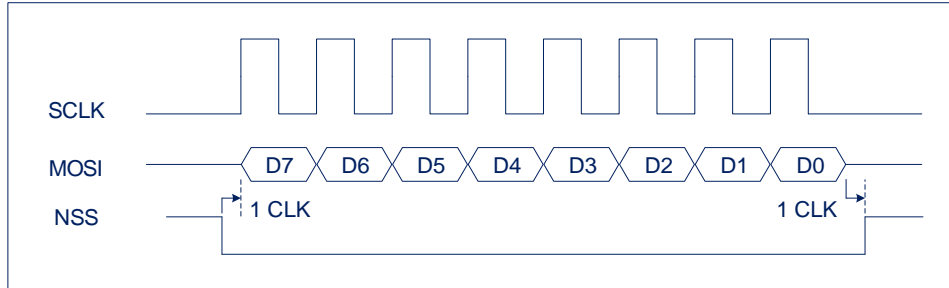 SCLK
MOSI D7 D6 D5 D4 D3 D2 D1 D0
1 CLK 1 CLK
NSS